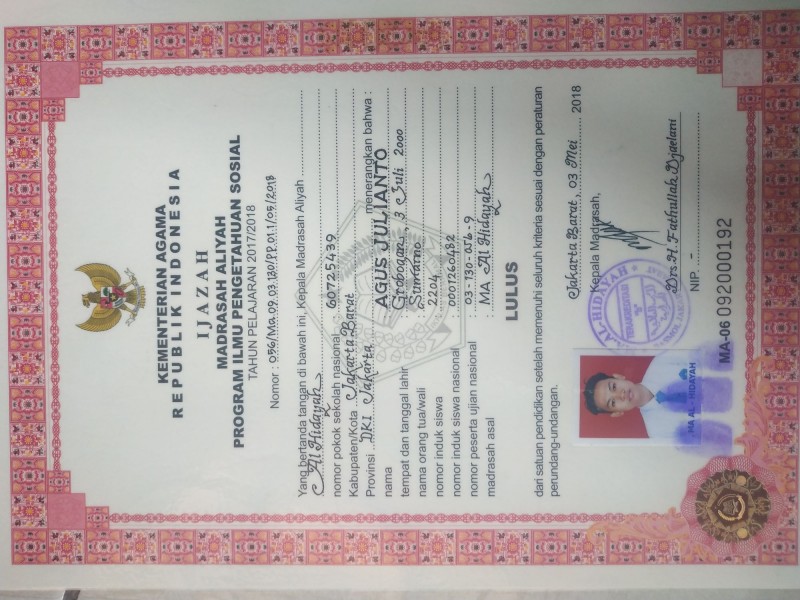 KEMENTERIAN AGAMA
REPUBLIK INDONESIA
IJAZAH
MADRASAH ALIYAH
PROGRAM ILMU PENGETAHUAN SOSIAL
TAHUN PELAJARAN 2017/2018
Nomor : 056/Ma.09.03.130/PP.01.1/05/2018
Yang bertanda tangan di bawah ini, Kepala Madrasah Aliyah
Al Hidayah
nomor pokok sekolah nasional 60725439
Kabupaten/Kota Jakarta Barat
Provinsi DKI Jakarta menerangkan bahwa :
nama : AGUS JULIANTO
tempat dan tanggal lahir : Grobogan, 3 Juli 2000
nama orang tua/wali : Sumarno
nomor induk siswa : 2204
nomor induk siswa nasional : 0001260482
nomor peserta ujian nasional : 03-130-056-9
madrasah asal : MA Al Hidayah
LULUS
dari satuan pendidikan setelah memenuhi seluruh kriteria sesuai dengan peraturan
perundang-undangan.
Jakarta Barat, 03 Mei 2018
Kepala Madrasah,
AL-HIDAYAH
MA AL - HIDAYAH
Drs. H. Fathullah Djaelani
NIP. -
MA-06 092000192